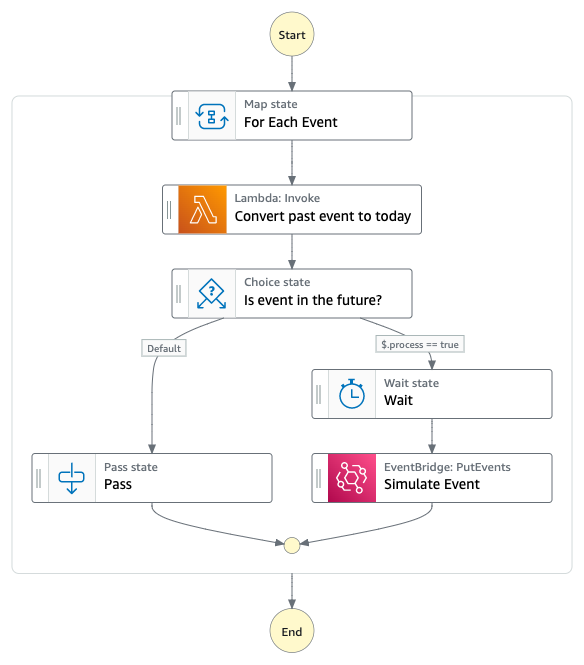 Start
Map state
For Each Event
Lambda: Invoke
Convert past event to today
Choice state
Is event in the future?
Default
$.process == true
Wait state
Wait
Pass state
Pass
EventBridge: PutEvents
Simulate Event
End